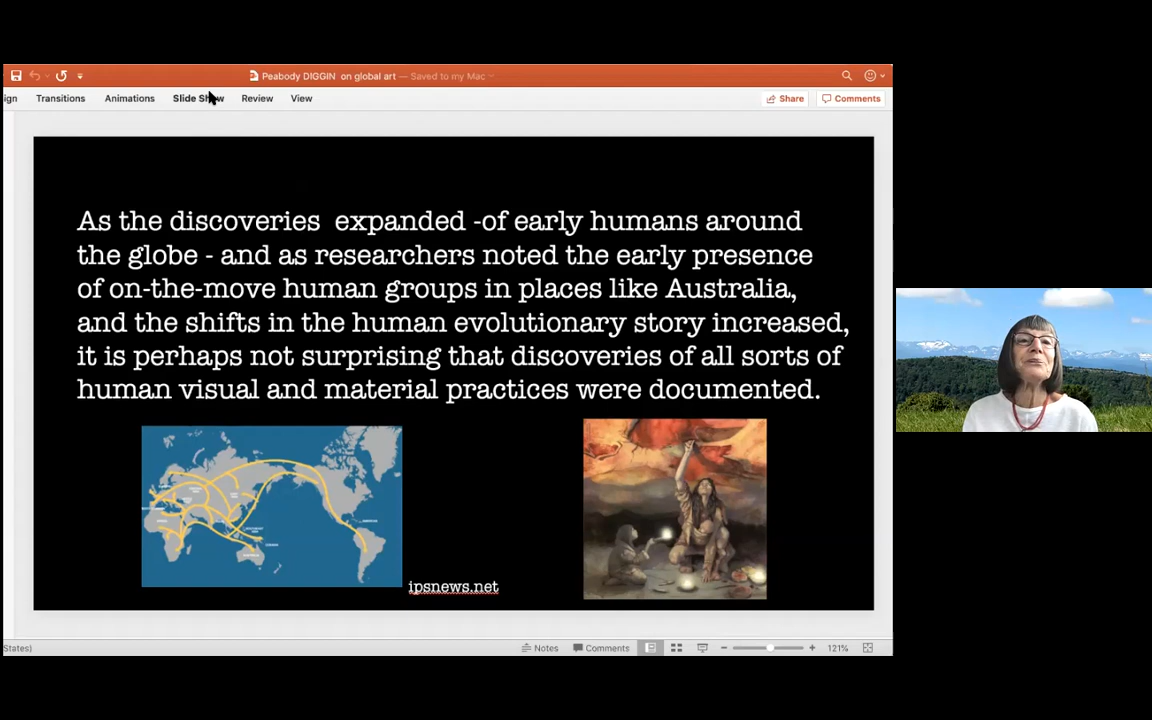 Peabody DIGGIN on global art — Saved to my Mac
ign Transitions Animations Slide Show Review View Share Comments
As the discoveries expanded -of early humans around
the globe - and as researchers noted the early presence
of on-the-move human groups in places like Australia,
and the shifts in the human evolutionary story increased,
it is perhaps not surprising that discoveries of all sorts of
human visual and material practices were documented.
ipsnews.net
States) Notes Comments 121%